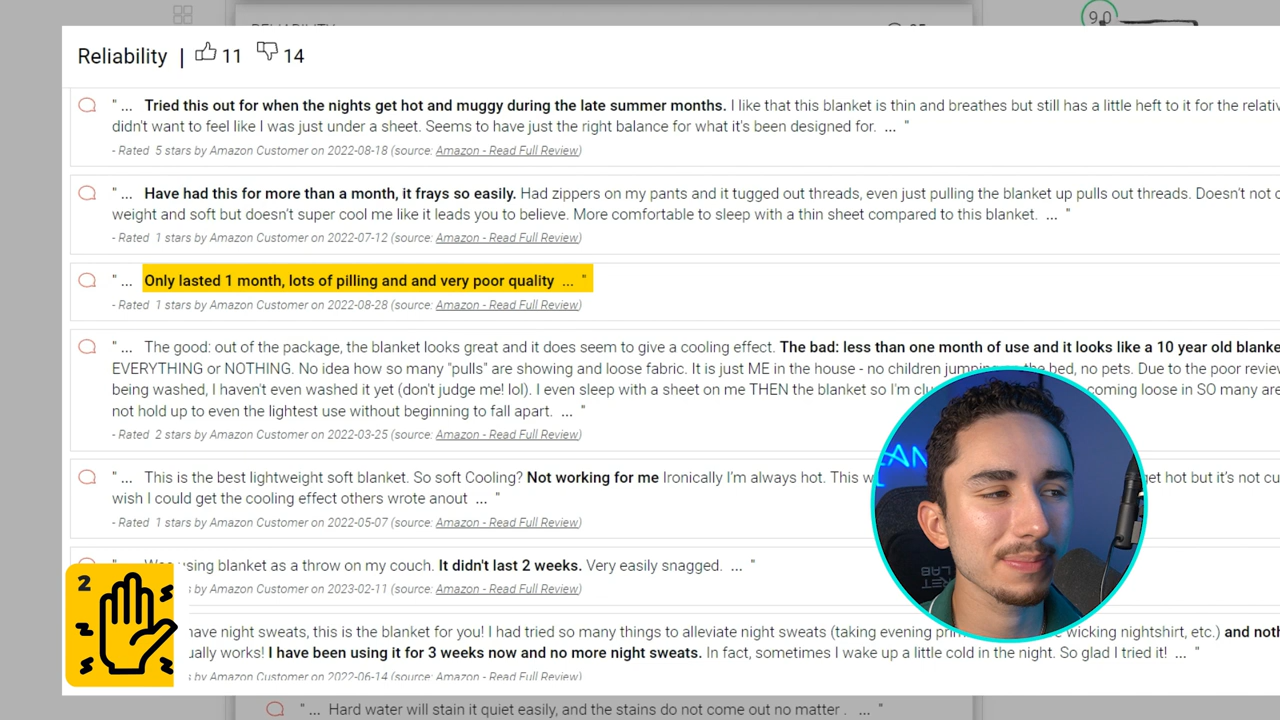 9.0
Reliability | 11 14
" ... Tried this out for when the nights get hot and muggy during the late summer months. I like that this blanket is thin and breathes but still has a little heft to it for the
didn't want to feel like I was just under a sheet. Seems to have just the right balance for what it's been designed for. ... "
- Rated 5 stars by Amazon Customer on 2022-08-18 (source: Amazon - Read Full Review)
" ... Have had this for more than a month, it frays so easily. Had zippers on my pants and it tugged out threads, even just pulling the blanket up pulls out threads. Doesn't not
weight and soft but doesn't super cool me like it leads you to believe. More comfortable to sleep with a thin sheet compared to this blanket. ... "
- Rated 1 stars by Amazon Customer on 2022-07-12 (source: Amazon - Read Full Review)
" ... Only lasted 1 month, lots of pilling and and very poor quality ... "
- Rated 1 stars by Amazon Customer on 2022-08-28 (source: Amazon - Read Full Review)
" ... The good: out of the package, the blanket looks great and it does seem to give a cooling effect. The bad: less than one month of use and it looks like a 10 year old
EVERYTHING or NOTHING. No idea how so many "pulls" are showing and loose fabric. It is just ME in the house - no children jumping the bed, no pets. Due to the poor
being washed, I haven't even washed it yet (don't judge me! lol). I even sleep with a sheet on me THEN the blanket so I'm coming loose in SO many
not hold up to even the lightest use without beginning to fall apart. ... "
- Rated 2 stars by Amazon Customer on 2022-03-25 (source: Amazon - Read Full Review)
" ... This is the best lightweight soft blanket. So soft Cooling? Not working for me Ironically I'm always hot. This get hot but it's not
wish I could get the cooling effect others wrote anout ... "
- Rated 1 stars by Amazon Customer on 2022-05-07 (source: Amazon - Read Full Review)
using blanket as a throw on my couch. It didn't last 2 weeks. Very easily snagged. ... "
by Amazon Customer on 2023-02-11 (source: Amazon - Read Full Review)
2
have night sweats, this is the blanket for you! I had tried so many things to alleviate night sweats (taking evening wicking nightshirt, etc.) and
works! I have been using it for 3 weeks now and no more night sweats. In fact, sometimes I wake up a little cold in the night. So glad I tried it! ... "
by Amazon Customer on 2022-06-14 (source: Amazon - Read Full Review)
" ... Hard water will stain it quiet easily, and the stains do not come out no matter . ... "